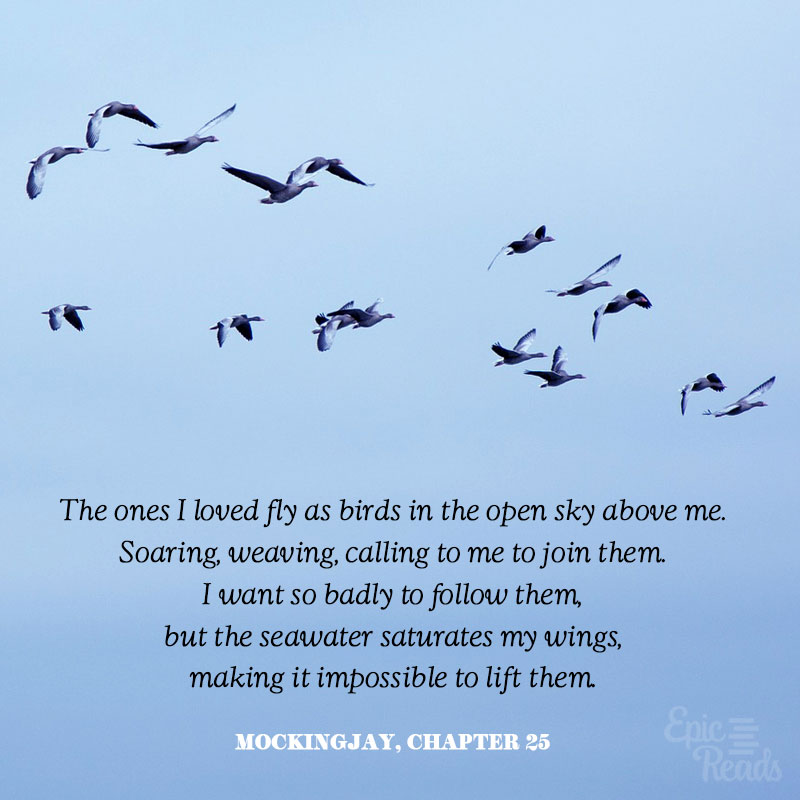 The ones I loved fly as birds in the open sky above me.
Soaring, weaving, calling to me to join them.
I want so badly to follow them,
but the seawater saturates my wings,
making it impossible to lift them.
MOCKINGJAY, CHAPTER 25
Epic
Reads